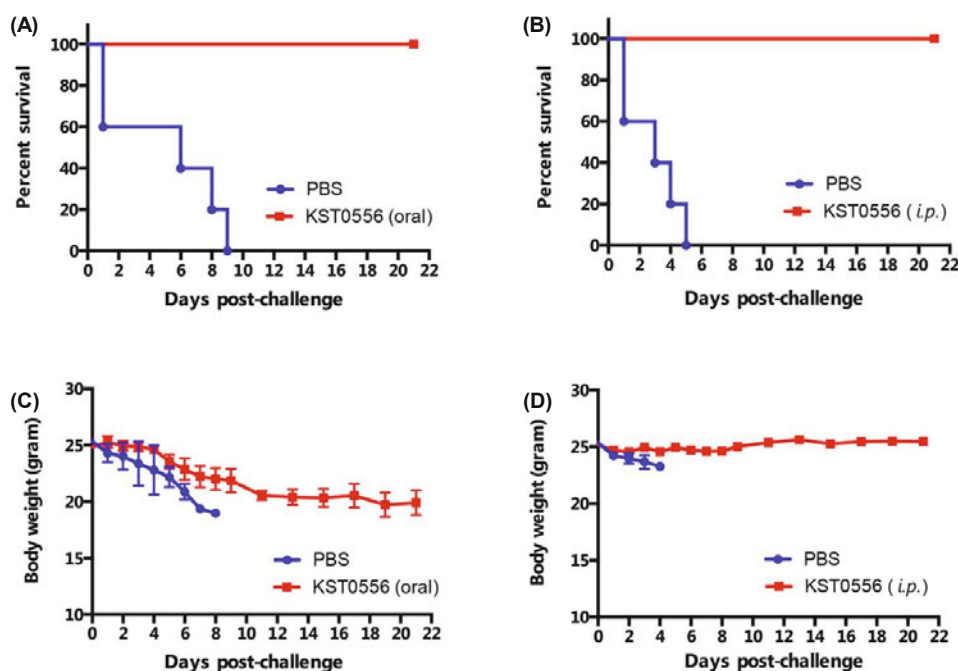 (A)
Percent survival
100
80
60
40
20
0
PBS
KST0556 (oral)
0 2 4 6 8 10 12 14 16 18 20 22
Days post-challenge
(B)
Percent survival
100
80
60
40
20
0
PBS
KST0556 ( i.p.)
0 2 4 6 8 10 12 14 16 18 20 22
Days post-challenge
(C)
Body weight (gram)
30
25
20
15
10
PBS
KST0556 (oral)
0 2 4 6 8 10 12 14 16 18 20 22
Days post-challenge
(D)
Body weight (gram)
30
25
20
15
10
PBS
KST0556 ( i.p.)
0 2 4 6 8 10 12 14 16 18 20 22
Days post-challenge